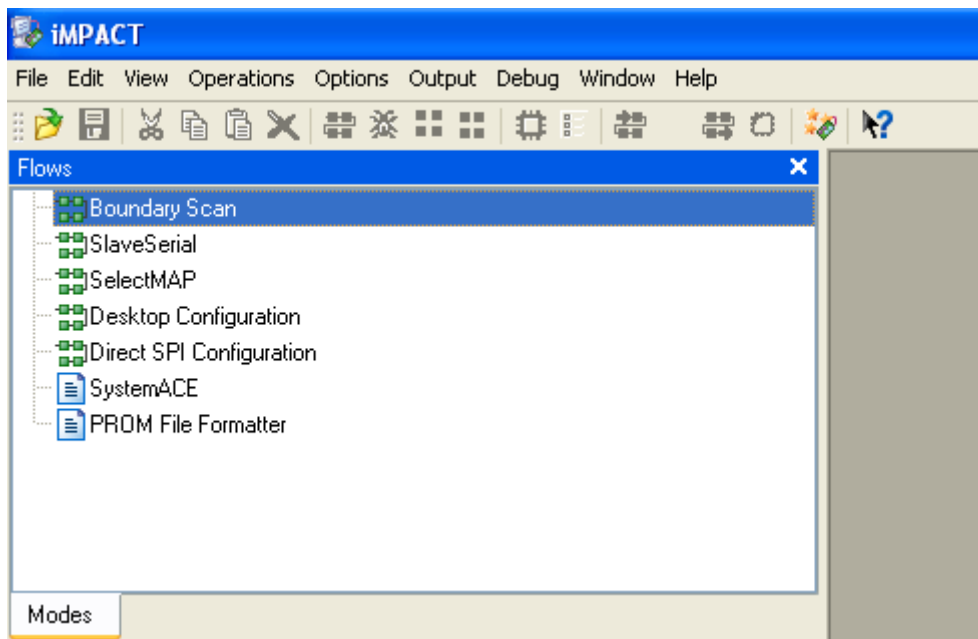 iMPACT
File Edit View Operations Options Output Debug Window Help
Flows
Boundary Scan
SlaveSerial
SelectMAP
Desktop Configuration
Direct SPI Configuration
SystemACE
PROM File Formatter
Modes